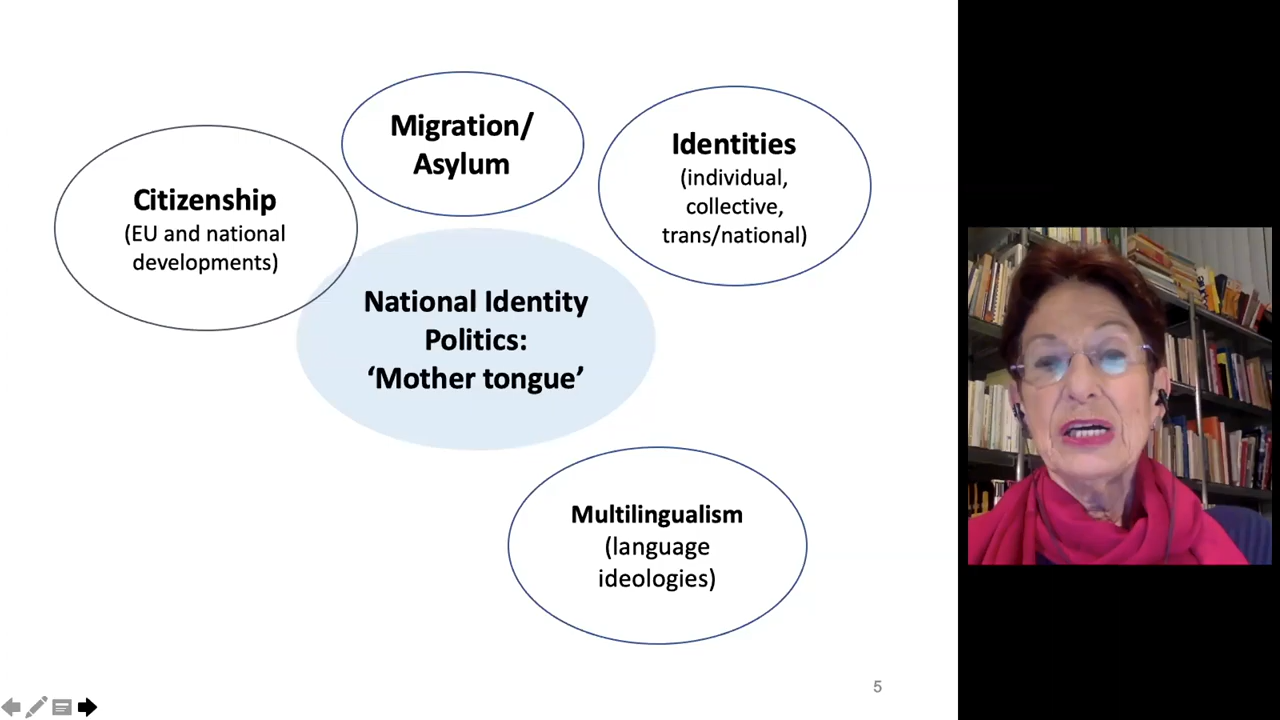 Migration/
Asylum
Identities
(individual,
collective,
trans/national)
Citizenship
(EU and national
developments)
National Identity
Politics:
‘Mother tongue’
Multilingualism
(language
ideologies)
5